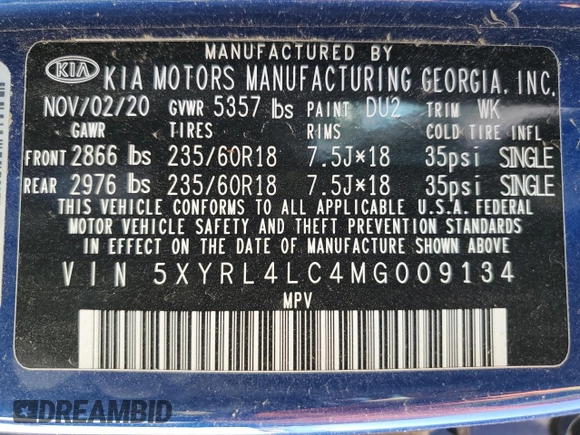 MANUFACTURED BY
KIA KIA MOTORS MANUFACTURING GEORGIA, INC.
NOV/02/20 GVWR 5357 lbs PAINT DU2 TRIM WK
GAWR TIRES RIMS COLD TIRE INFL
FRONT 2866 lbs 235/60R18 7.5J*18 35psi SINGLE
REAR 2976 lbs 235/60R18 7.5J*18 35psi SINGLE
THIS VEHICLE CONFORMS TO ALL APPLICABLE U.S.A. FEDERAL
MOTOR VEHICLE SAFETY AND THEFT PREVENTION STANDARDS
IN EFFECT ON THE DATE OF MANUFACTURE SHOWN ABOVE.
VIN 5XYRL4LC4MG009134
MPV
DREAMBID